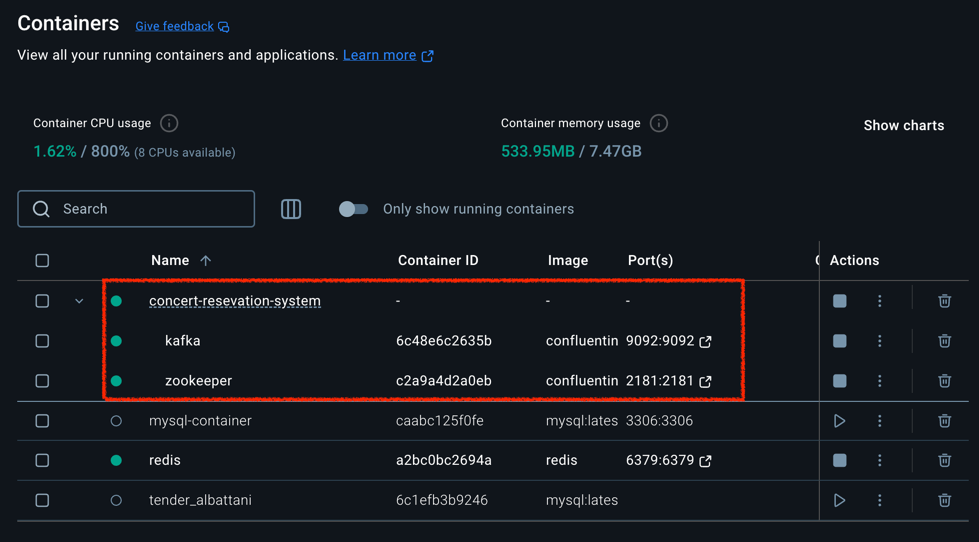 Containers Give feedback
View all your running containers and applications. Learn more
Container CPU usage Container memory usage Show charts
1.62% / 800% (8 CPUs available) 533.95MB / 7.47GB
Search Only show running containers
Name Container ID Image Port(s) Actions
concert-resevation-system - - -
kafka 6c48e6c2635b confluentin 9092:9092
zookeeper c2a9a4d2a0eb confluentin 2181:2181
mysql-container caabc125f0fe mysql:lates 3306:3306
redis a2bc0bc2694a redis 6379:6379
tender_albattani 6c1efb3b9246 mysql:lates